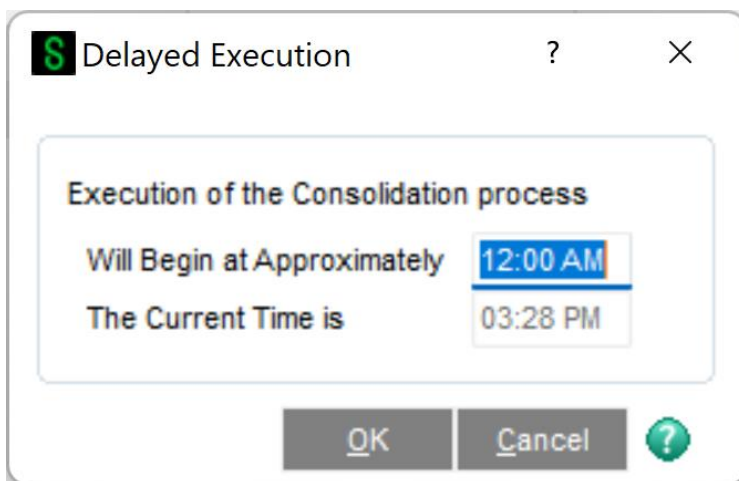 S Delayed Execution ? ×
Execution of the Consolidation process
Will Begin at Approximately 12:00 AM
The Current Time is 03:28 PM
OK Cancel ?